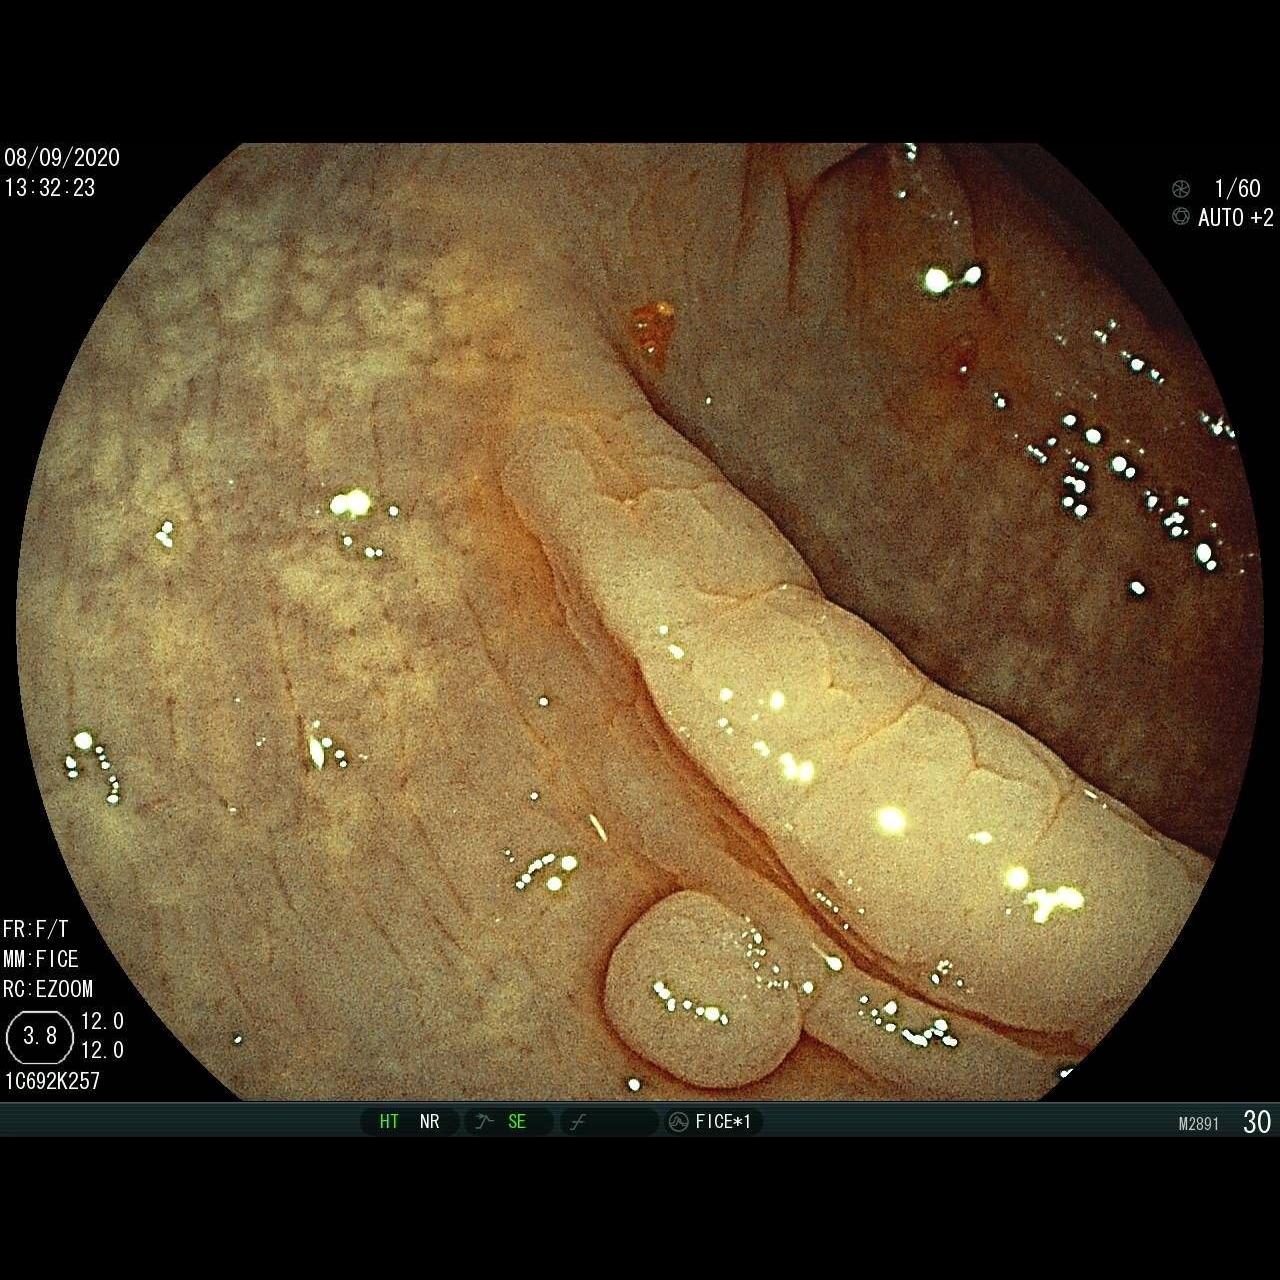 08/09/2020
13:32:23
1/60
AUTO +2
FR:F/T
MM:FICE
RC:EZOOM
3.8
12.0
12.0
1C692K257
HT NR SE FICE*1 M2891 30